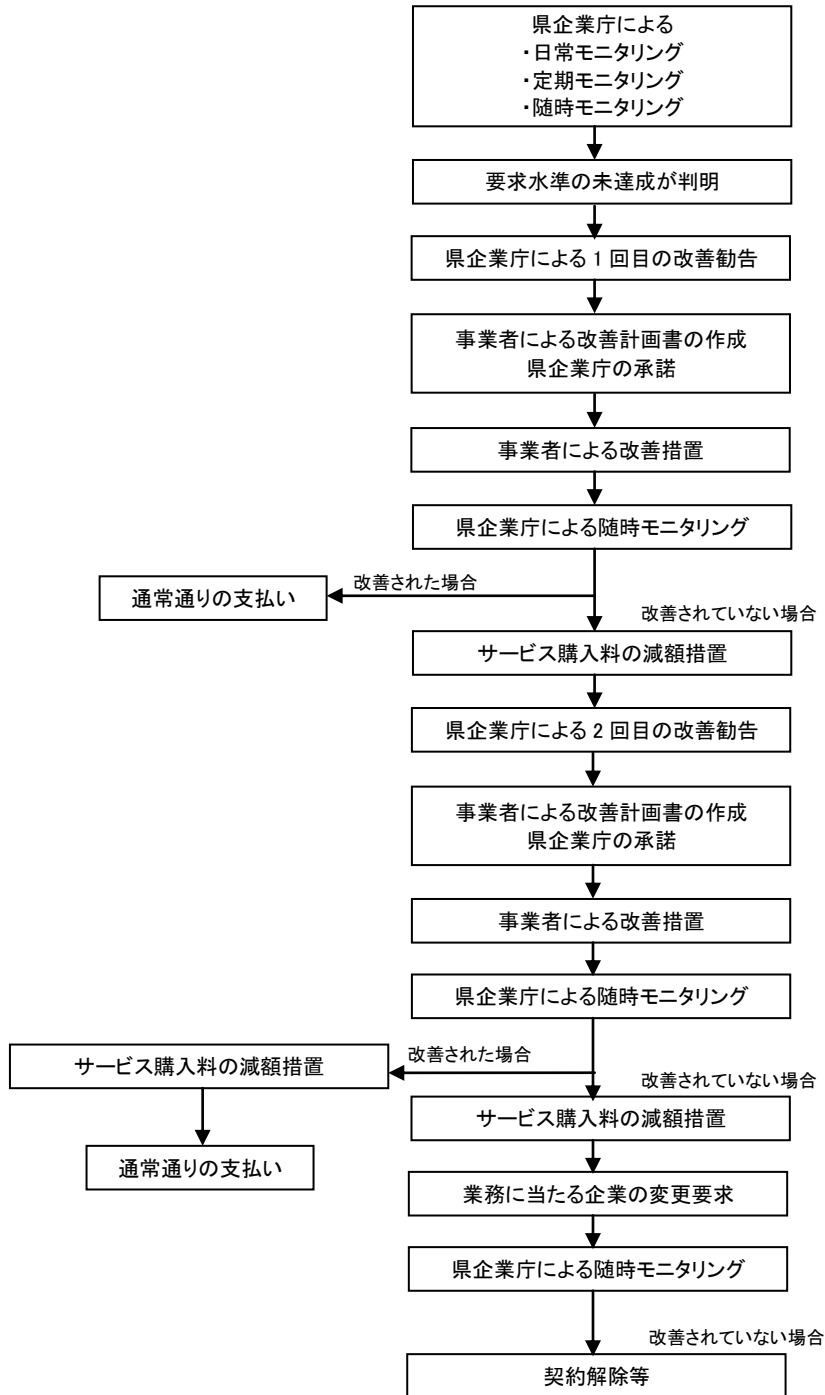 県企業庁による
・日常モニタリング
・定期モニタリング
・随時モニタリング
要求水準の未達成が判明
県企業庁による 1 回目の改善勧告
事業者による改善計画書の作成
県企業庁の承諾
事業者による改善措置
県企業庁による随時モニタリング
改善された場合
通常通りの支払い
改善されていない場合
サービス購入料の減額措置
県企業庁による 2 回目の改善勧告
事業者による改善計画書の作成
県企業庁の承諾
事業者による改善措置
県企業庁による随時モニタリング
改善された場合
サービス購入料の減額措置
通常通りの支払い
改善されていない場合
サービス購入料の減額措置
業務に当たる企業の変更要求
県企業庁による随時モニタリング
改善されていない場合
契約解除等